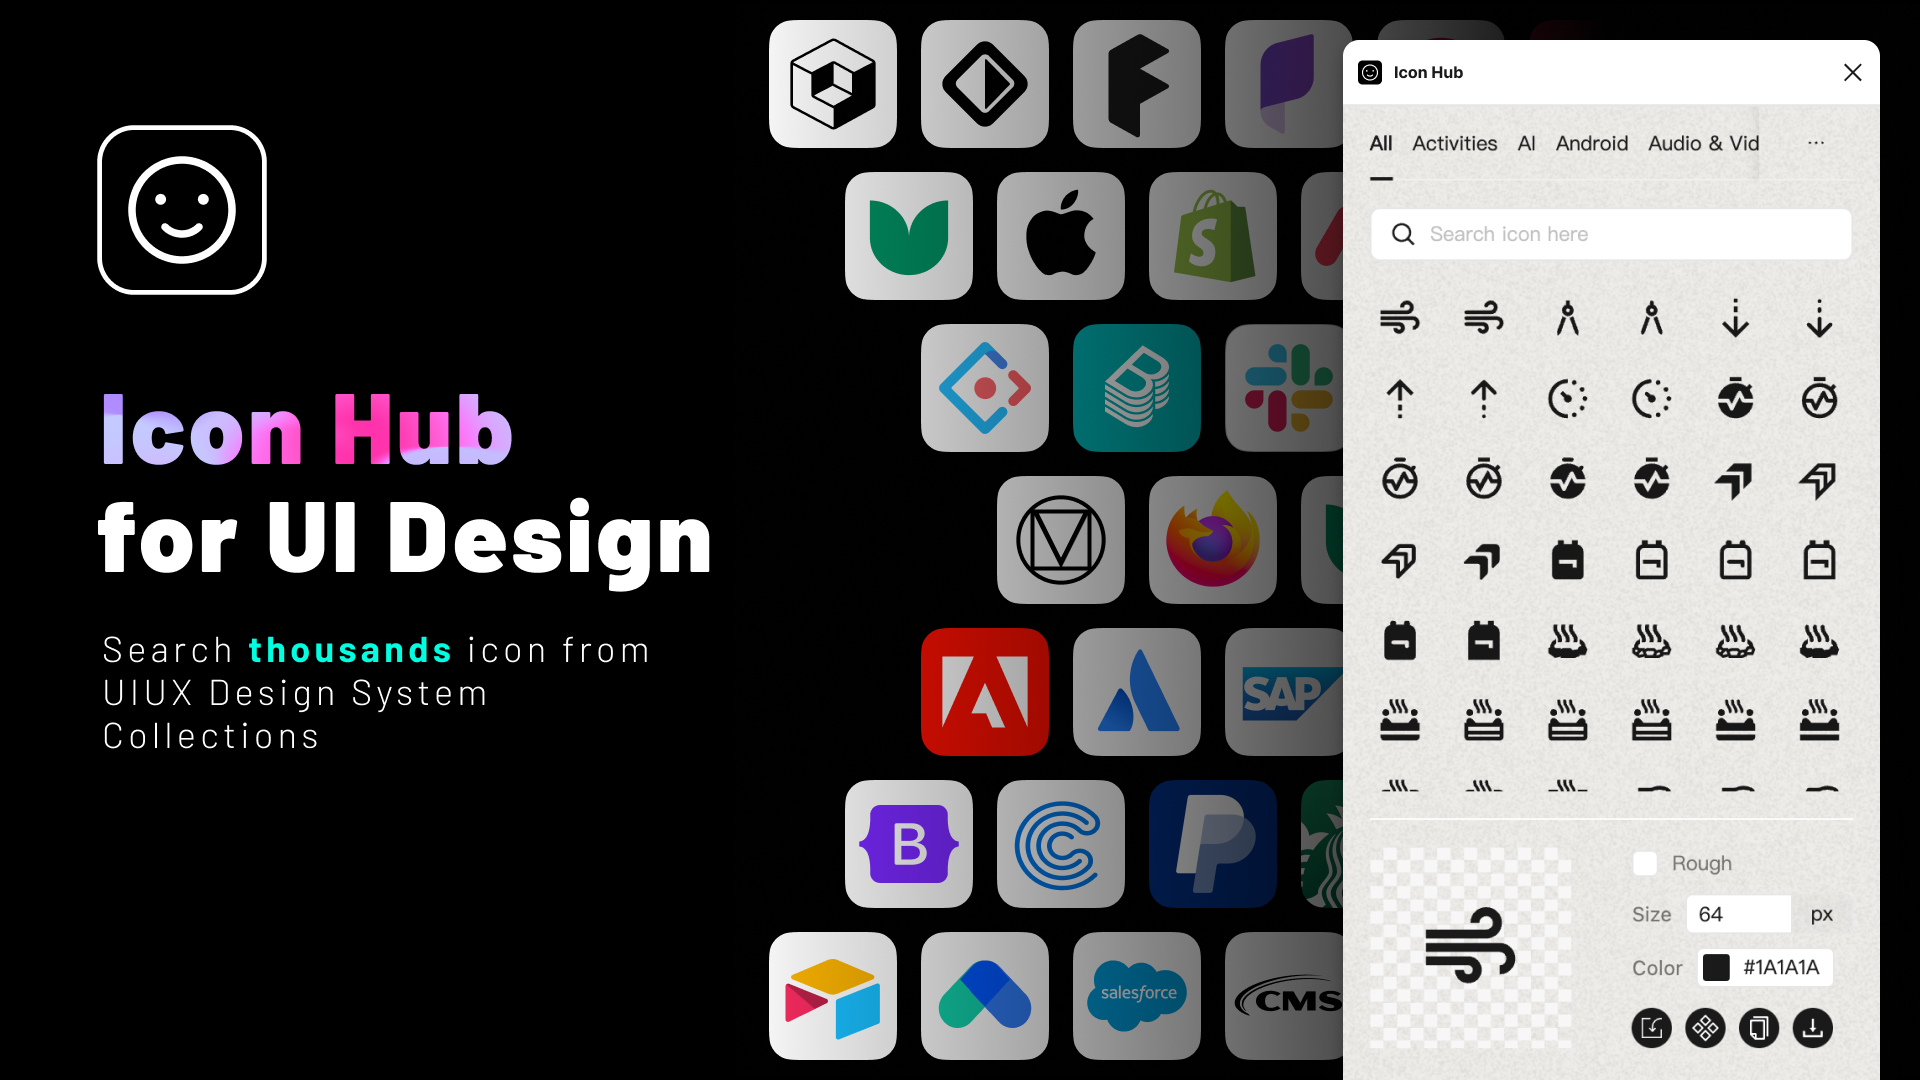 Icon Hub
for UI Design
Search thousands icon from
UIUX Design System
Collections
S
B
SAP
B
salesforce
CMS
Icon Hub
All Activities AI Android Audio & Vid ...
Search icon here
Rough
Size 64 px
Color #1A1A1A